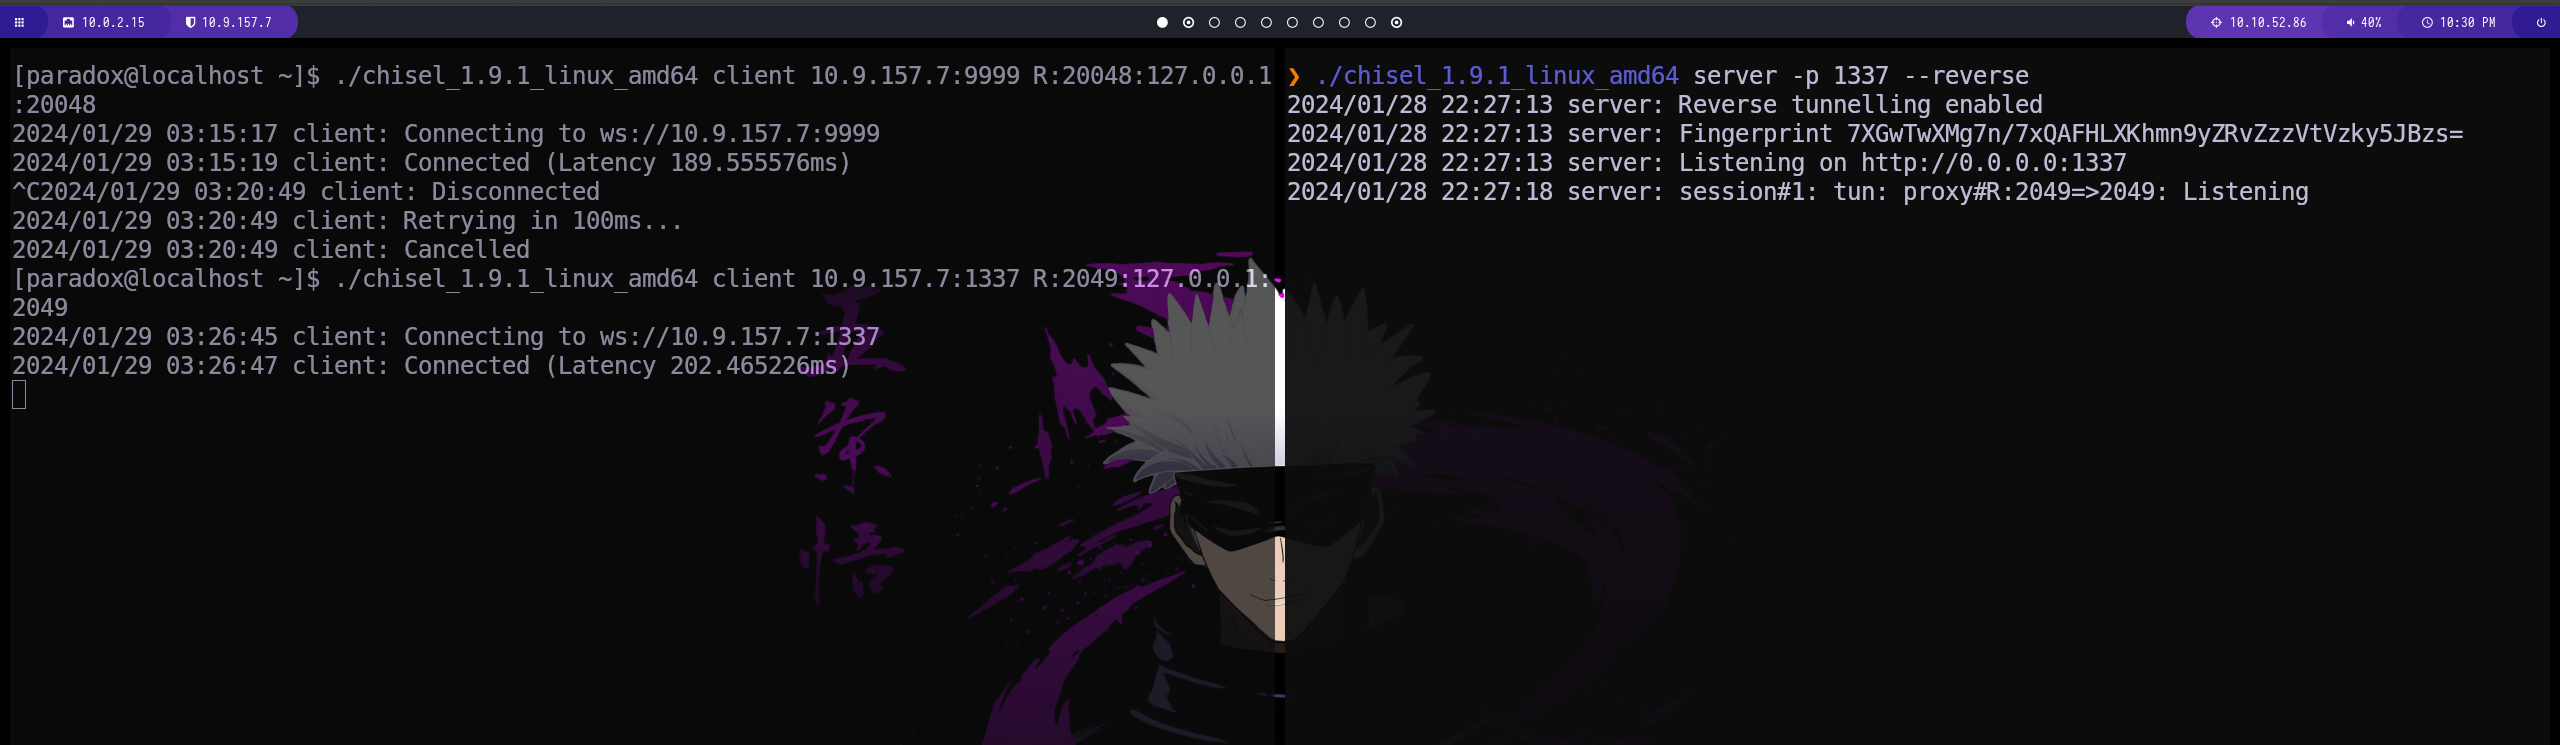 10.0.2.15 10.9.157.7 10.10.52.86 40% 10:30 PM
[paradox@localhost ~]$ ./chisel_1.9.1_linux_amd64 client 10.9.157.7:9999 R:20048:127.0.0.1
:20048
2024/01/29 03:15:17 client: Connecting to ws://10.9.157.7:9999
2024/01/29 03:15:19 client: Connected (Latency 189.555576ms)
^C2024/01/29 03:20:49 client: Disconnected
2024/01/29 03:20:49 client: Retrying in 100ms...
2024/01/29 03:20:49 client: Cancelled
[paradox@localhost ~]$ ./chisel_1.9.1_linux_amd64 client 10.9.157.7:1337 R:2049:127.0.0.1:
2049
2024/01/29 03:26:45 client: Connecting to ws://10.9.157.7:1337
2024/01/29 03:26:47 client: Connected (Latency 202.465226ms)
❯ ./chisel_1.9.1_linux_amd64 server -p 1337 --reverse
2024/01/28 22:27:13 server: Reverse tunnelling enabled
2024/01/28 22:27:13 server: Fingerprint 7XGwTwXMg7n/7xQAFHLXKhmn9yZRvZzzVtVzky5JBzs=
2024/01/28 22:27:13 server: Listening on http://0.0.0.0:1337
2024/01/28 22:27:18 server: session#1: tun: proxy#R:2049=>2049: Listening
五
条
悟